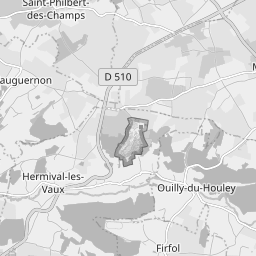 Saint-Philbert-
des-Champs
D 510
auguernon
Hermival-les-
Vaux
Ouilly-du-Houley
Firfol